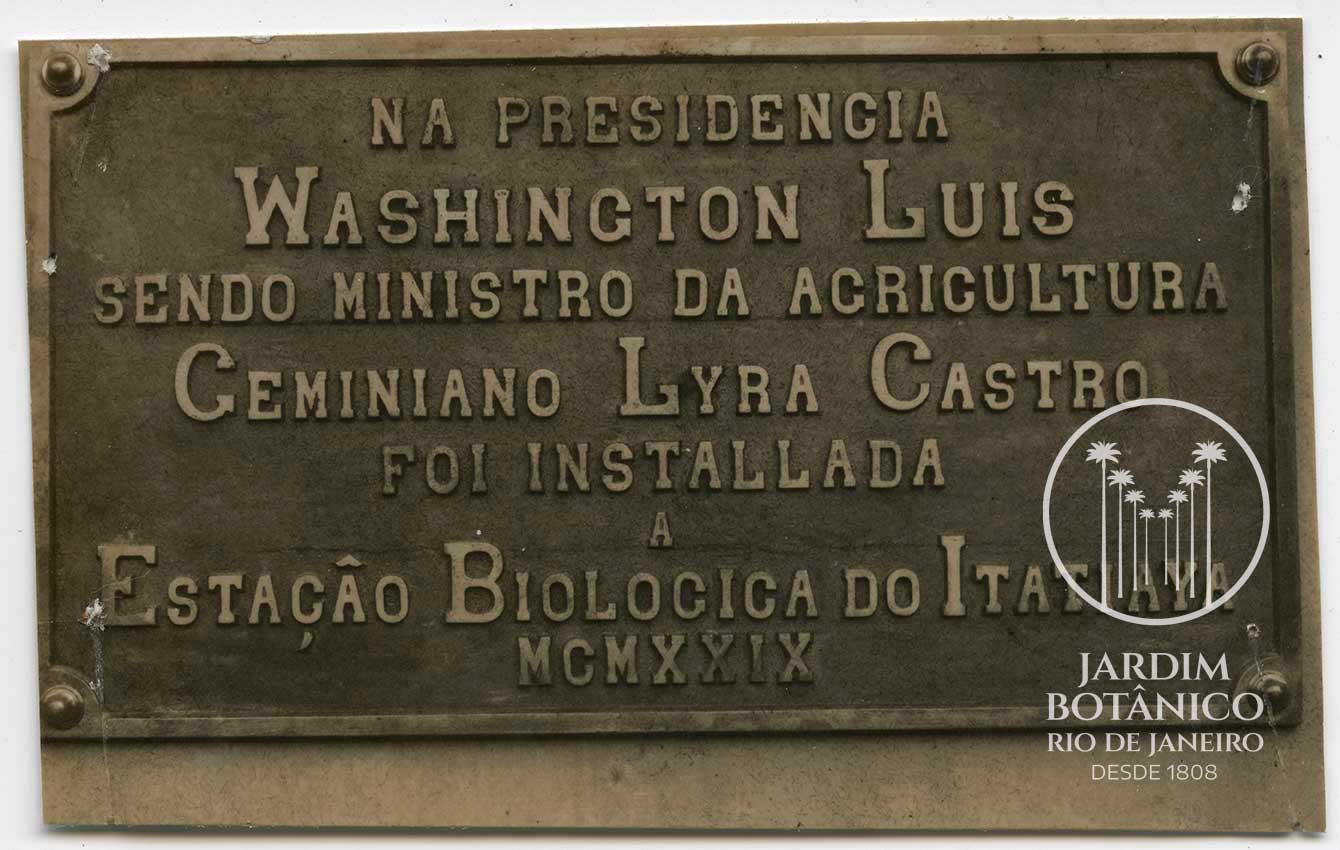 NA PRESIDENCIA
WASHINGTON LUIS
SENDO MINISTRO DA AGRICULTURA
GEMINIANO LYRA CASTRO
FOI INSTALLADA
A
ESTAÇÂO BIOLOGICA DO ITATIAYA
MCMXXIX
JARDIM
BOTÂNICO
RIO DE JANEIRO
DESDE 1808